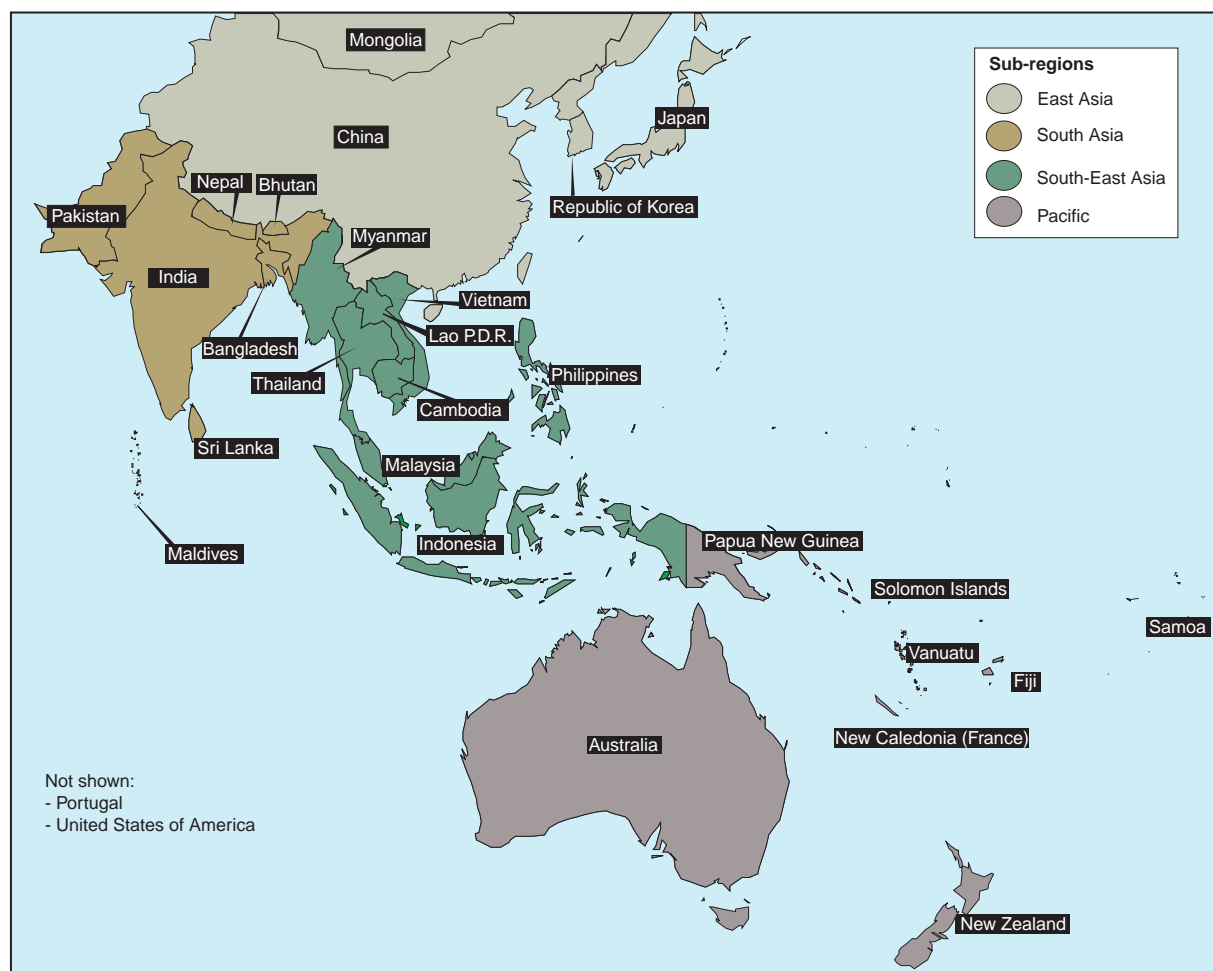 Mongolia
Sub-regions
East Asia
South Asia
South-East Asia
Pacific
Japan
China
Nepal
Bhutan
Republic of Korea
Pakistan
Myanmar
India
Vietnam
Lao P.D.R.
Bangladesh
Thailand
Philippines
Cambodia
Sri Lanka
Malaysia
Maldives
Indonesia
Papua New Guinea
Solomon Islands
Samoa
Vanuatu
Fiji
New Caledonia (France)
Australia
Not shown:
- Portugal
- United States of America
New Zealand